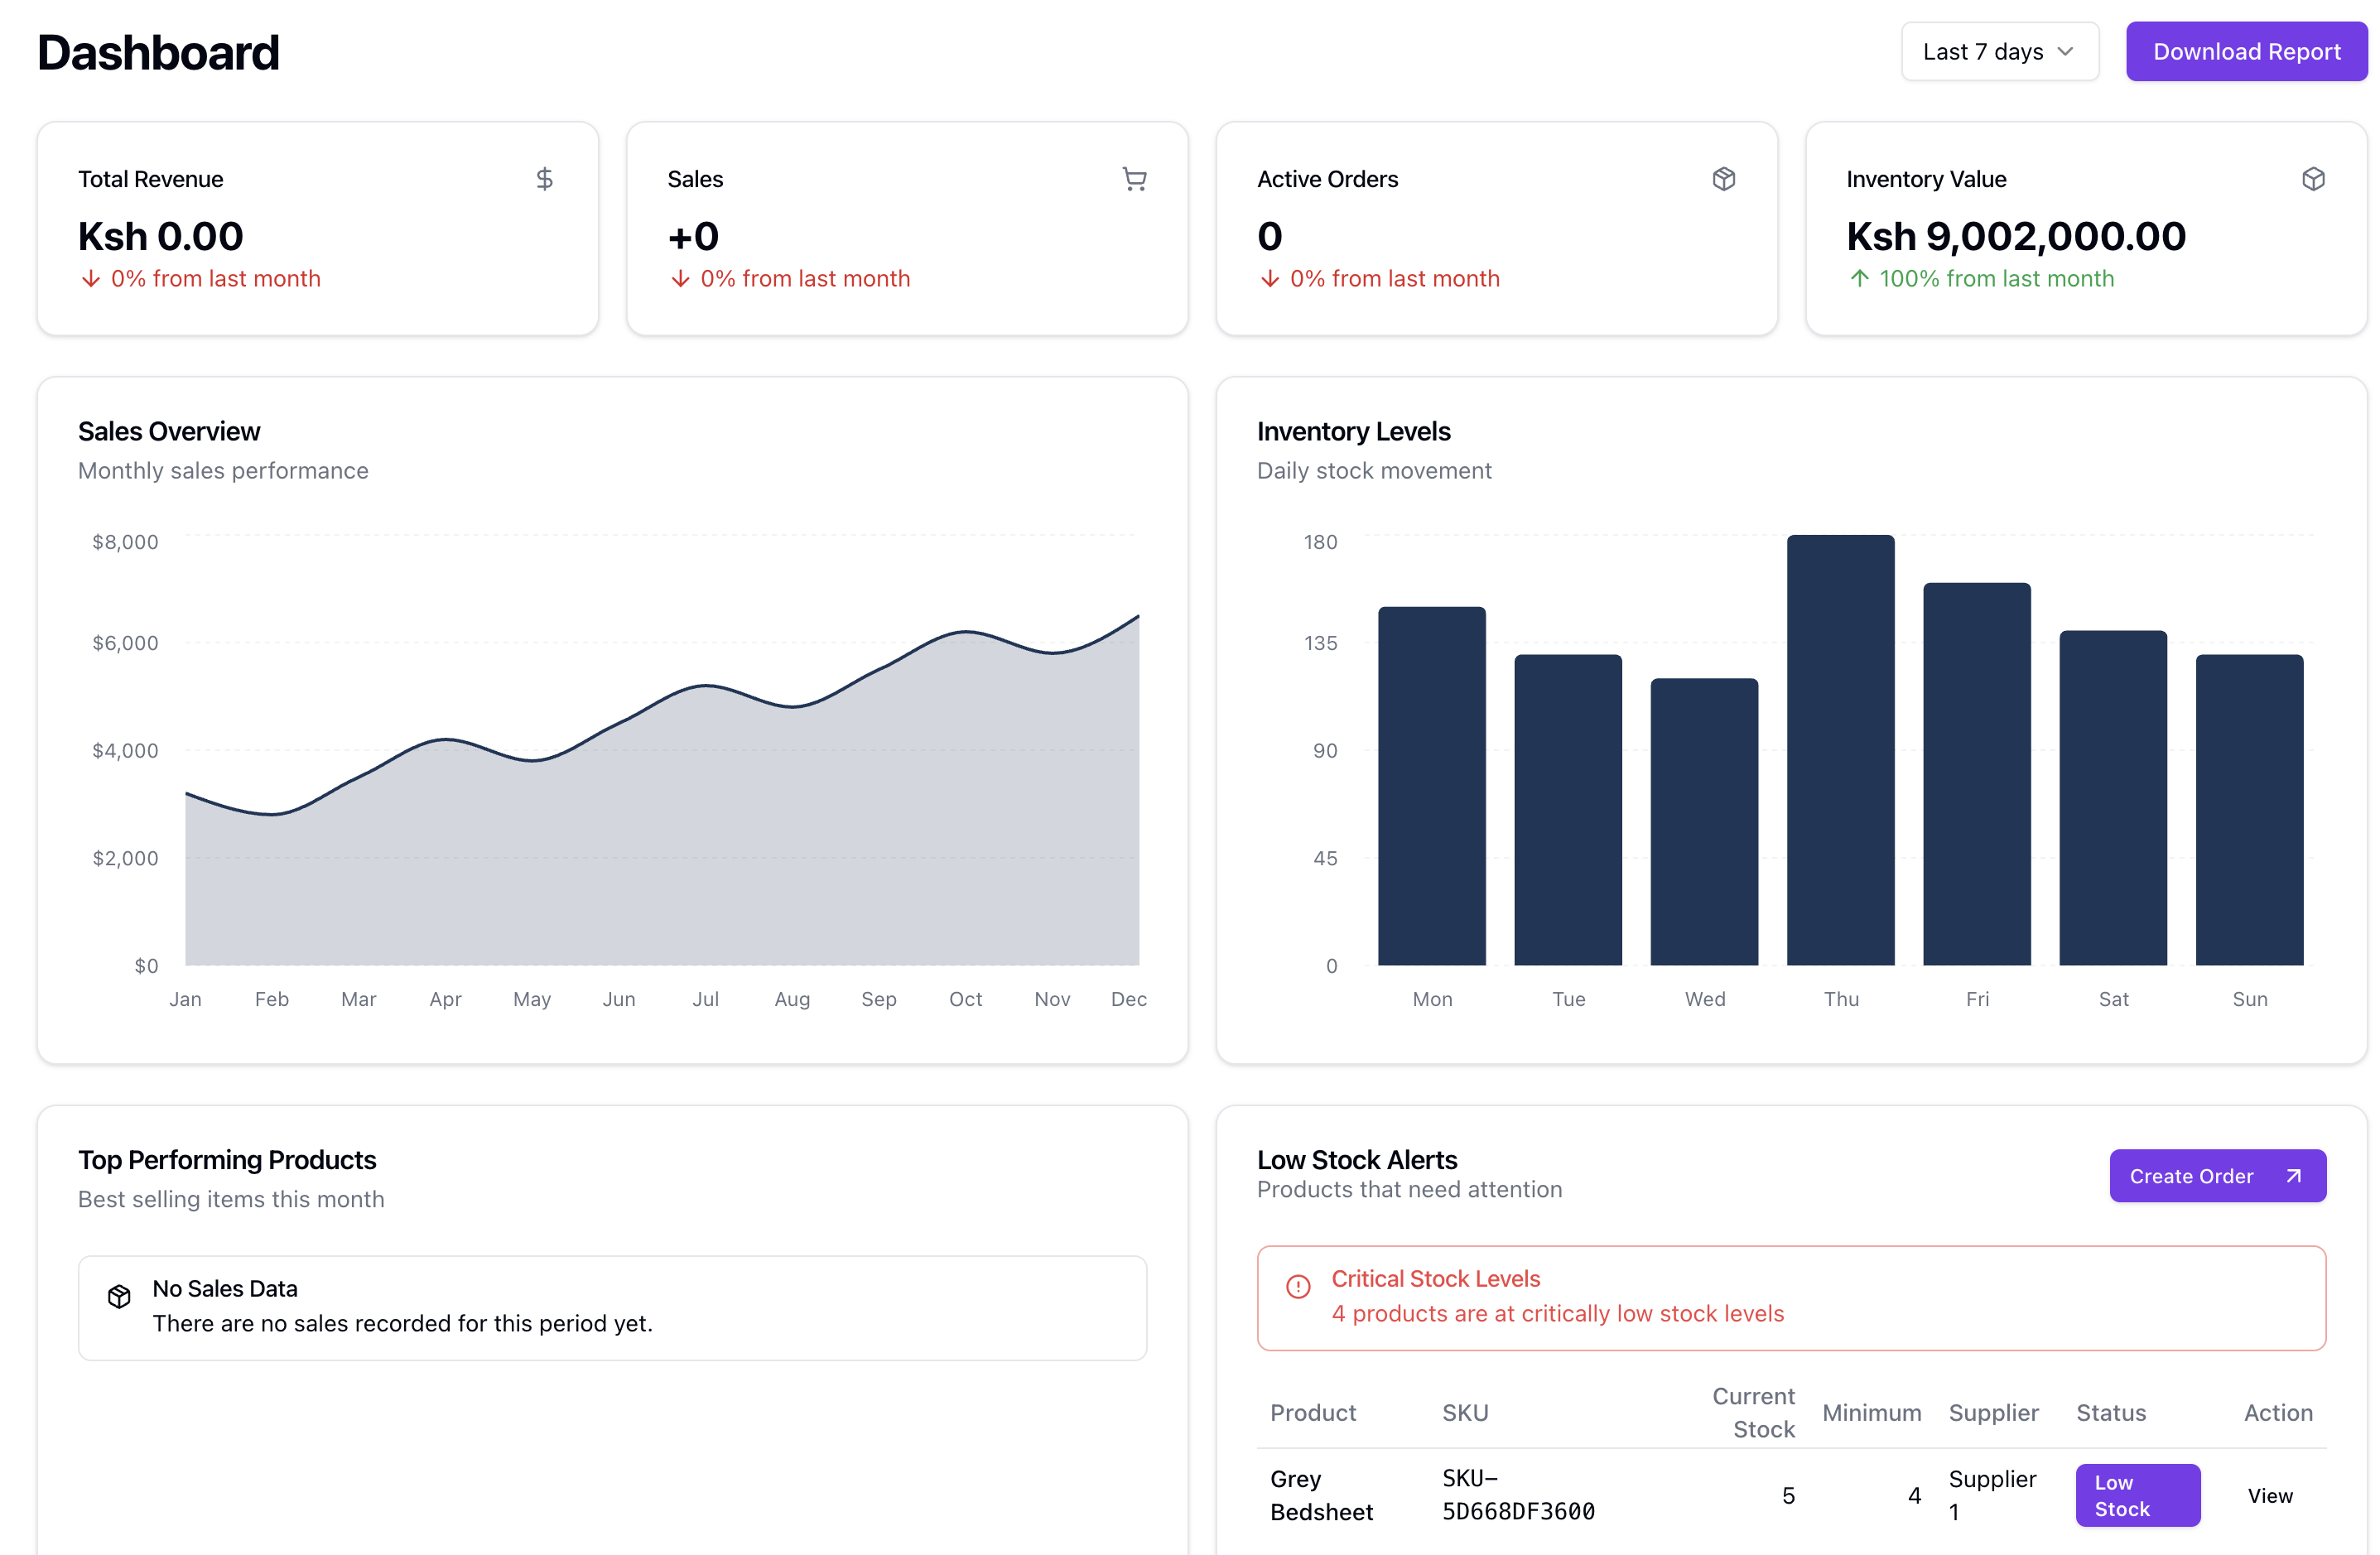 Dashboard
Last 7 days
Download Report
Total Revenue
Ksh 0.00
0% from last month
Sales
+0
0% from last month
Active Orders
0
0% from last month
Inventory Value
Ksh 9,002,000.00
100% from last month
Sales Overview
Monthly sales performance
$8,000
$6,000
$4,000
$2,000
$0
Jan Feb Mar Apr May Jun Jul Aug Sep Oct Nov Dec
Inventory Levels
Daily stock movement
180
135
90
45
0
Mon Tue Wed Thu Fri Sat Sun
Top Performing Products
Best selling items this month
No Sales Data
There are no sales recorded for this period yet.
Low Stock Alerts
Products that need attention
Create Order
Critical Stock Levels
4 products are at critically low stock levels
Product SKU Current Stock Minimum Supplier Status Action
Grey Bedsheet SKU-5D668DF3600 5 4 Supplier 1 Low Stock View